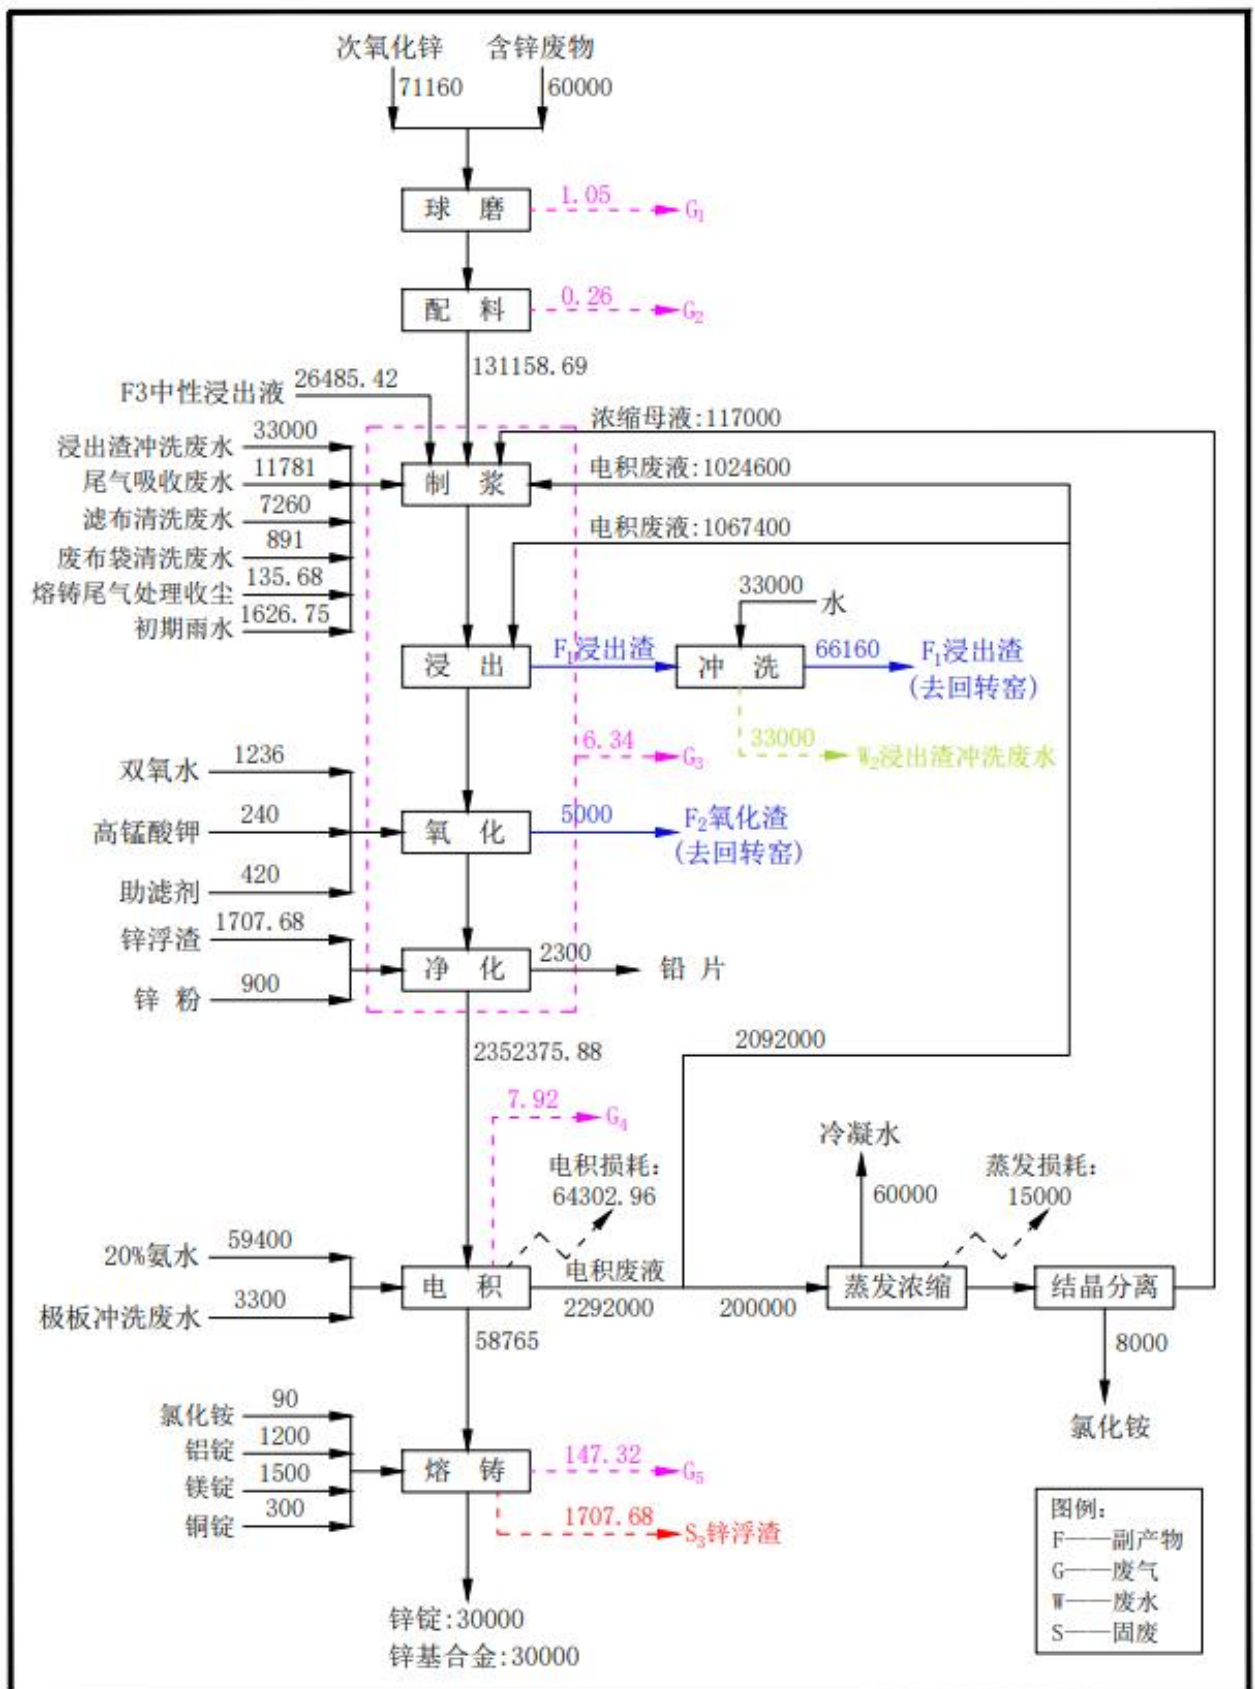 次氧化锌 含锌废物
71160 60000
球 磨 1.05 G₁
配 料 0.26 G₂
131158.69
F3中性浸出液 26485.42
浓缩母液:117000
浸出渣冲洗废水 33000
电积废液:1024600
尾气吸收废水 11781
制 浆
滤布清洗废水 7260
电积废液:1067400
废布袋清洗废水 891
熔铸尾气处理收尘 135.68
初期雨水 1626.75
33000 水
浸 出 F₁浸出渣 冲 洗 66160 F₁浸出渣
(去回转窑)
6.34 G₃
33000 W₂浸出渣冲洗废水
双氧水 1236
高锰酸钾 240
氧 化 5000 F₂氧化渣
(去回转窑)
助滤剂 420
锌浮渣 1707.68
净 化 2300 铅 片
锌 粉 900
2352375.88
2092000
7.92 G₄
电积损耗:
64302.96
冷凝水
60000
蒸发损耗:
15000
20%氨水 59400
电 积 电积废液
2292000 200000
蒸发浓缩 结晶分离
极板冲洗废水 3300
58765
8000
氯化铵
氯化铵 90
铝锭 1200
镁锭 1500
铜锭 300
熔 铸 147.32 G₅
1707.68 S₃锌浮渣
锌锭:30000
锌基合金:30000
图例:
F——副产物
G——废气
W——废水
S——固废